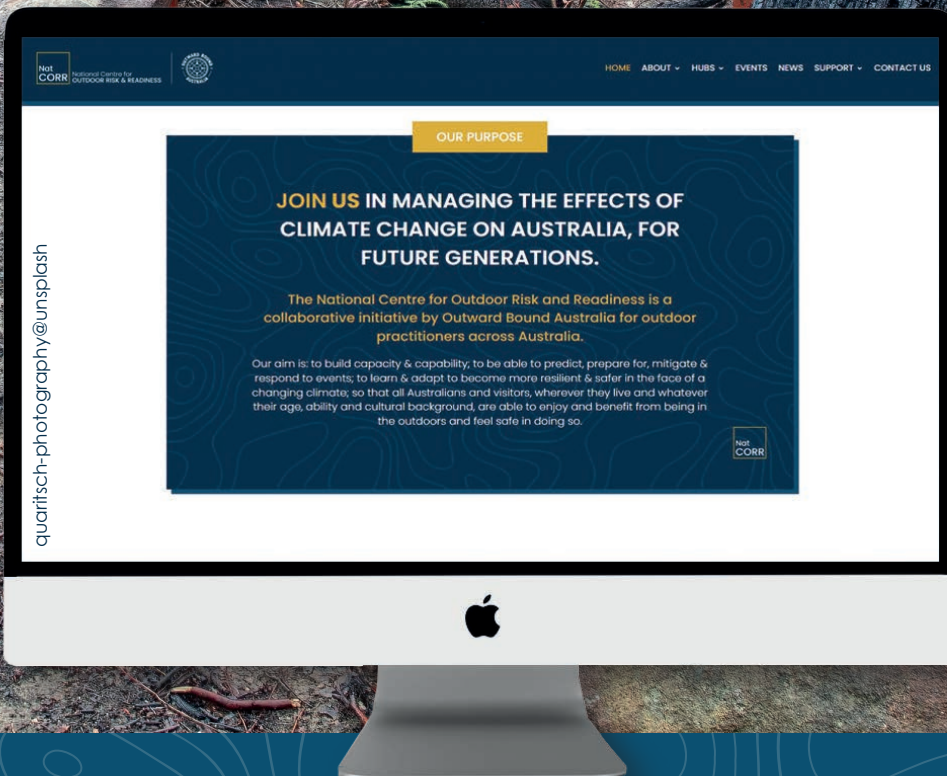 Nat
CORR
National Centre for
OUTDOOR RISK & READINESS
OUTWARD BOUND
AUSTRALIA
HOME ABOUT HUBS EVENTS NEWS SUPPORT CONTACT US
OUR PURPOSE
JOIN US IN MANAGING THE EFFECTS OF
CLIMATE CHANGE ON AUSTRALIA, FOR
FUTURE GENERATIONS.
The National Centre for Outdoor Risk and Readiness is a
collaborative initiative by Outward Bound Australia for outdoor
practitioners across Australia.
Our aim is: to build capacity & capability; to be able to predict, prepare for, mitigate &
respond to events; to learn & adapt to become more resilient & safer in the face of a
changing climate; so that all Australians and visitors, wherever they live and whatever
their age, ability and cultural background, are able to enjoy and benefit from being in
the outdoors and feel safe in doing so.
Nat
CORR
quaritsch-photography@unsplash